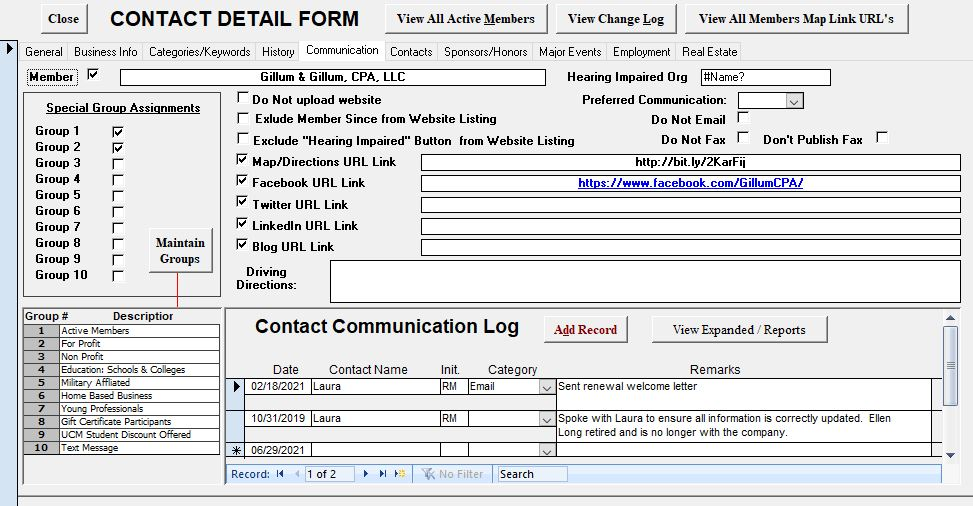 Close
CONTACT DETAIL FORM
View All Active Members
View Change Log
View All Members Map Link URL's
General Business Info Categories/Keywords History Communication Contacts Sponsors/Honors Major Events Employment Real Estate
Member Gillum & Gillum, CPA, LLC Hearing Impaired Org #Name?
Special Group Assignments
Group 1
Group 2
Group 3
Group 4
Group 5
Group 6
Group 7
Group 8
Group 9
Group 10
Maintain
Groups
Do Not upload website
Exlude Member Since from Website Listing
Exclude "Hearing Impaired" Button from Website Listing
Preferred Communication:
Do Not Email
Do Not Fax Don't Publish Fax
Map/Directions URL Link http://bit.ly/2KarFij
Facebook URL Link https://www.facebook.com/GillumCPA/
Twitter URL Link
LinkedIn URL Link
Blog URL Link
Driving
Directions:
Group # Description
1 Active Members
2 For Profit
3 Non Profit
4 Education: Schools & Colleges
5 Military Affliated
6 Home Based Business
7 Young Professionals
8 Gift Certificate Participants
9 UCM Student Discount Offered
10 Text Message
Contact Communication Log
Add Record
View Expanded / Reports
Date Contact Name Init. Category Remarks
02/18/2021 Laura RM Email Sent renewal welcome letter
10/31/2019 Laura RM Spoke with Laura to ensure all information is correctly updated. Ellen
Long retired and is no longer with the company.
06/29/2021
Record: 1 of 2 No Filter Search